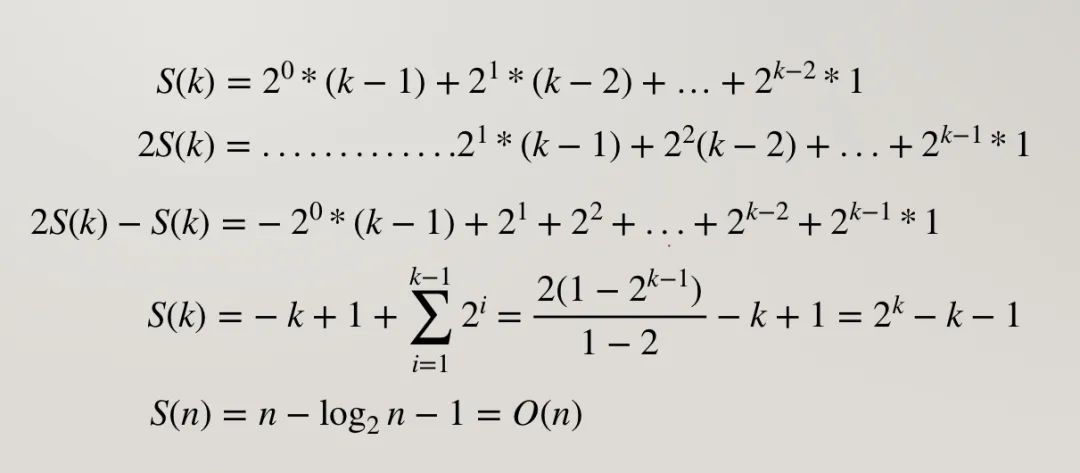 S(k) = 2^0 * (k − 1) + 2^1 * (k − 2) + … + 2^{k−2} * 1
2S(k) = ………….2^1 * (k − 1) + 2^2(k − 2) + … + 2^{k−1} * 1
2S(k) − S(k) = − 2^0 * (k − 1) + 2^1 + 2^2 + … + 2^{k−2} + 2^{k−1} * 1
S(k) = − k + 1 + \sum_{i=1}^{k−1} 2^i = \frac{2(1 − 2^{k−1})}{1 − 2} − k + 1 = 2^k − k − 1
S(n) = n − log_2 n − 1 = O(n)